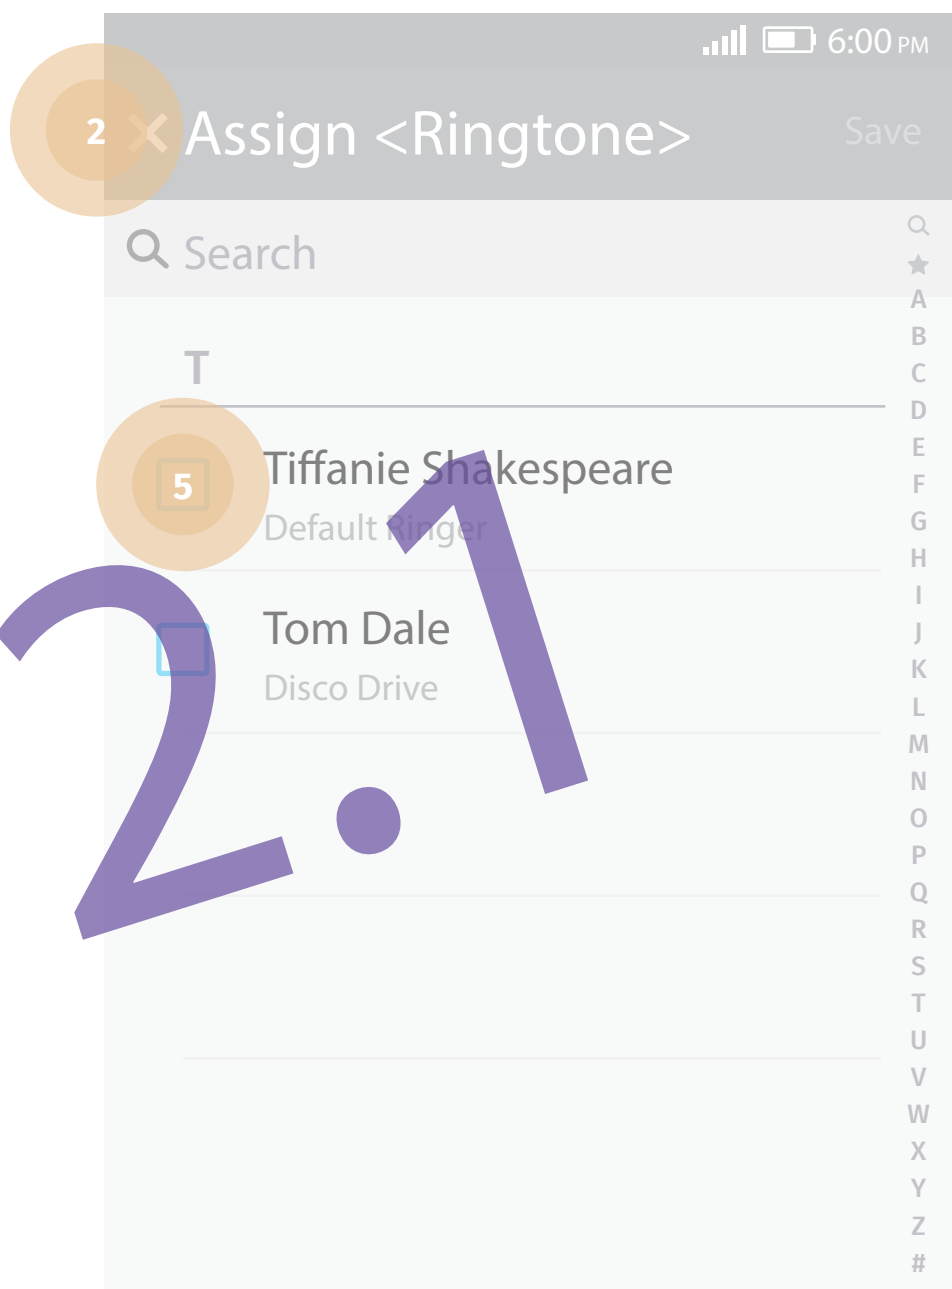 6:00 PM
2
Assign <Ringtone>
Save
Search
T
5
Tiffanie Shakespeare
Default Ringer
Tom Dale
Disco Drive
2.1
A
B
C
D
E
F
G
H
I
J
K
L
M
N
O
P
Q
R
S
T
U
V
W
X
Y
Z
#